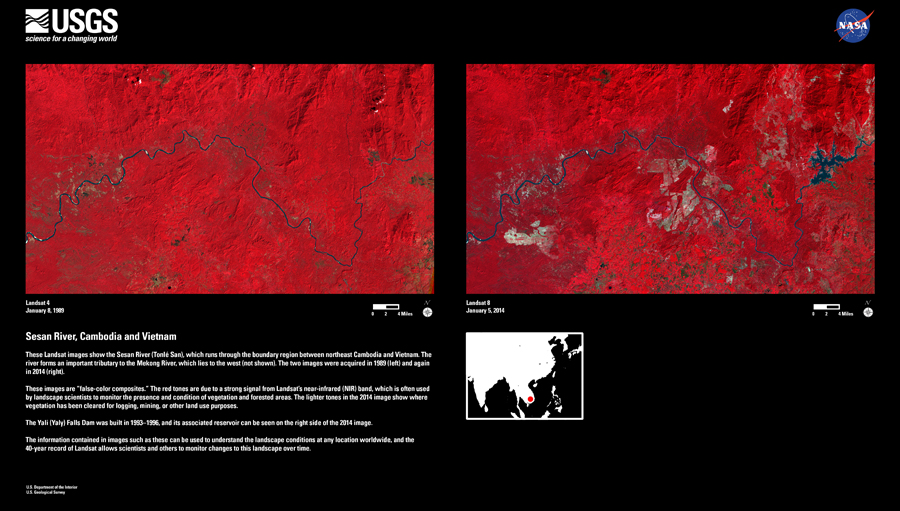 USGS
science for a changing world
NASA
Landsat 4
January 8, 1989
N
0 2 4 Miles
Landsat 8
January 5, 2014
N
0 2 4 Miles
Sesan River, Cambodia and Vietnam
These Landsat images show the Sesan River (Tonlé San), which runs through the boundary region between northeast Cambodia and Vietnam. The
river forms an important tributary to the Mekong River, which lies to the west (not shown). The two images were acquired in 1989 (left) and again
in 2014 (right).
These images are “false-color composites.” The red tones are due to a strong signal from Landsat’s near-infrared (NIR) band, which is often used
by landscape scientists to monitor the presence and condition of vegetation and forested areas. The lighter tones in the 2014 image show where
vegetation has been cleared for logging, mining, or other land use purposes.
The Yali (Yaly) Falls Dam was built in 1993–1996, and its associated reservoir can be seen on the right side of the 2014 image.
The information contained in images such as these can be used to understand the landscape conditions at any location worldwide, and the
40-year record of Landsat allows scientists and others to monitor changes to this landscape over time.
U.S. Department of the Interior
U.S. Geological Survey